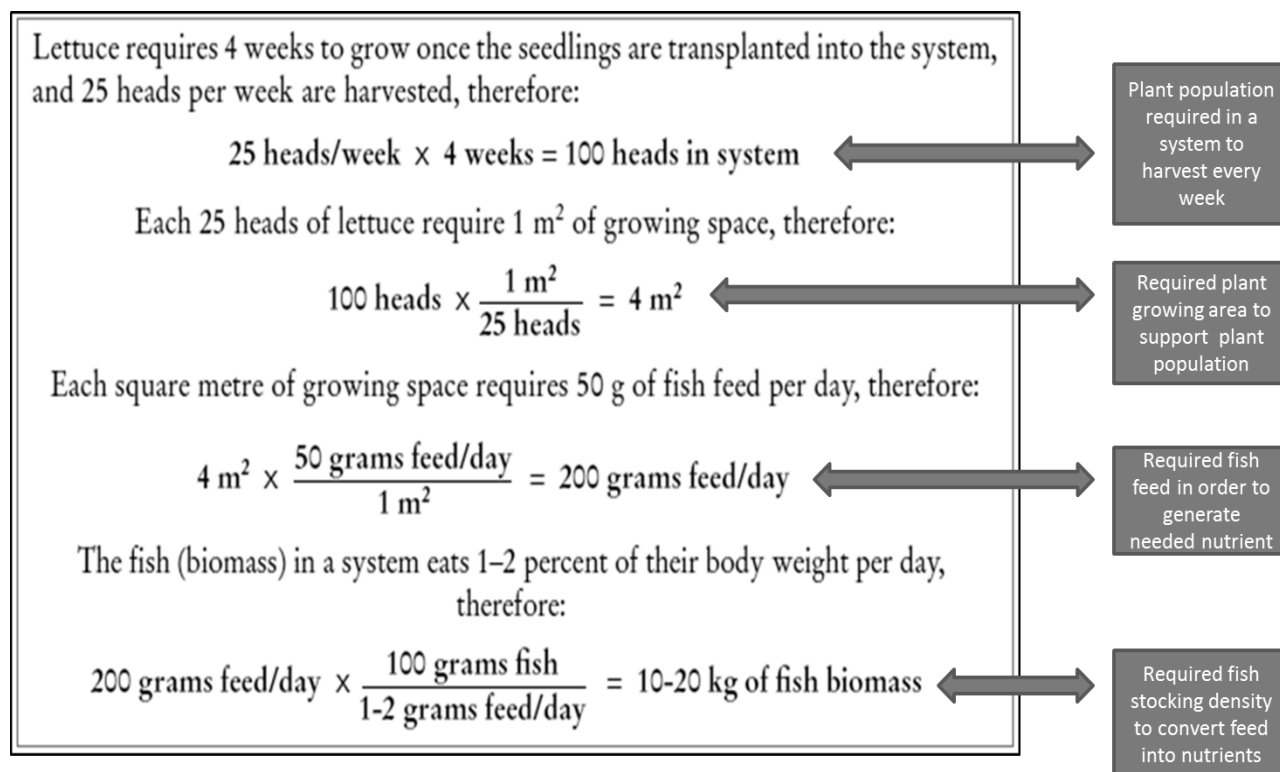 Lettuce requires 4 weeks to grow once the seedlings are transplanted into the system,
and 25 heads per week are harvested, therefore:
25 heads/week x 4 weeks = 100 heads in system
Each 25 heads of lettuce require 1 m² of growing space, therefore:
100 heads x 1 m² / 25 heads = 4 m²
Each square metre of growing space requires 50 g of fish feed per day, therefore:
4 m² x 50 grams feed/day / 1 m² = 200 grams feed/day
The fish (biomass) in a system eats 1–2 percent of their body weight per day,
therefore:
200 grams feed/day x 100 grams fish / 1-2 grams feed/day = 10-20 kg of fish biomass
Plant population
required in a
system to
harvest every
week
Required plant
growing area to
support plant
population
Required fish
feed in order to
generate
needed nutrient
Required fish
stocking density
to convert feed
into nutrients